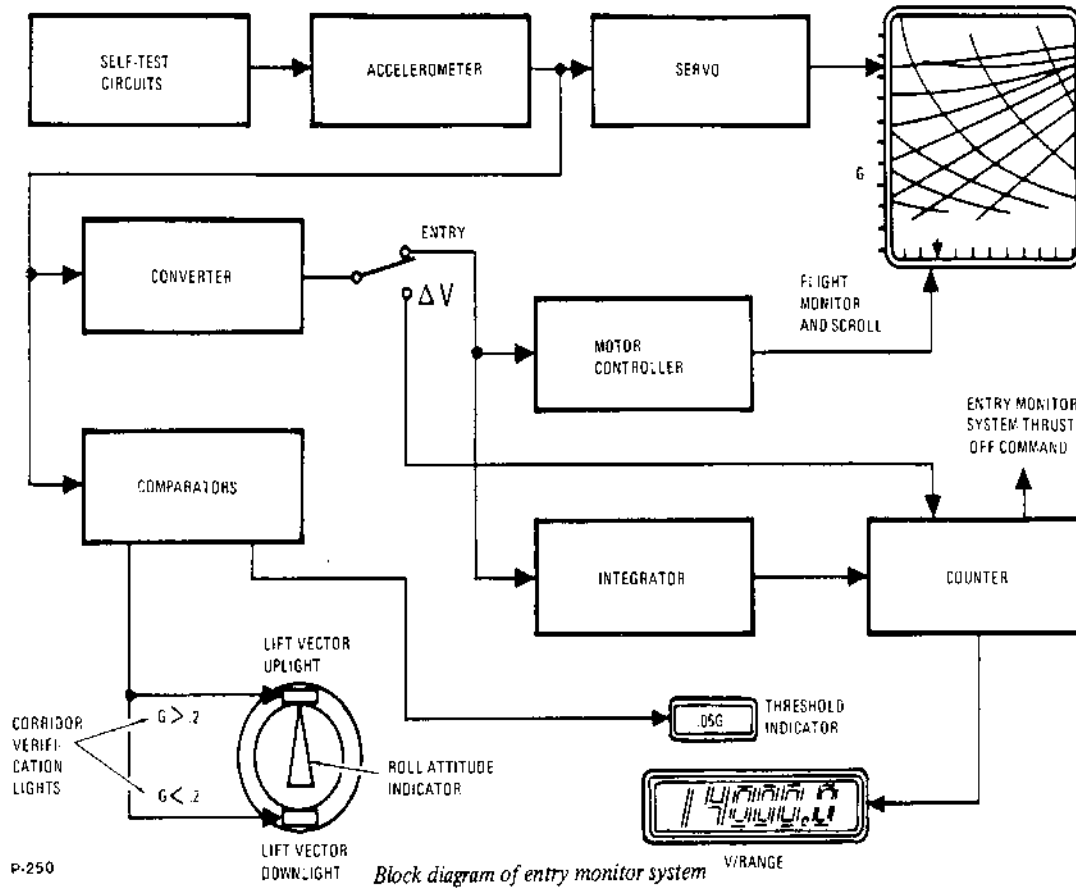 SELF-TEST
CIRCUITS
ACCELEROMETER
SERVO
G
CONVERTER
ENTRY
ΔV
FLIGHT
MONITOR
AND SCROLL
MOTOR
CONTROLLER
ENTRY MONITOR
SYSTEM THRUST
OFF COMMAND
COMPARATORS
INTEGRATOR
COUNTER
LIFT VECTOR
UPLIGHT
CORRIDOR
VERIFI-
CATION
LIGHTS
G > .2
G < .2
ROLL ATTITUDE
INDICATOR
.05G
THRESHOLD
INDICATOR
14000.0
V/RANGE
LIFT VECTOR
DOWNLIGHT
P-250
Block diagram of entry monitor system